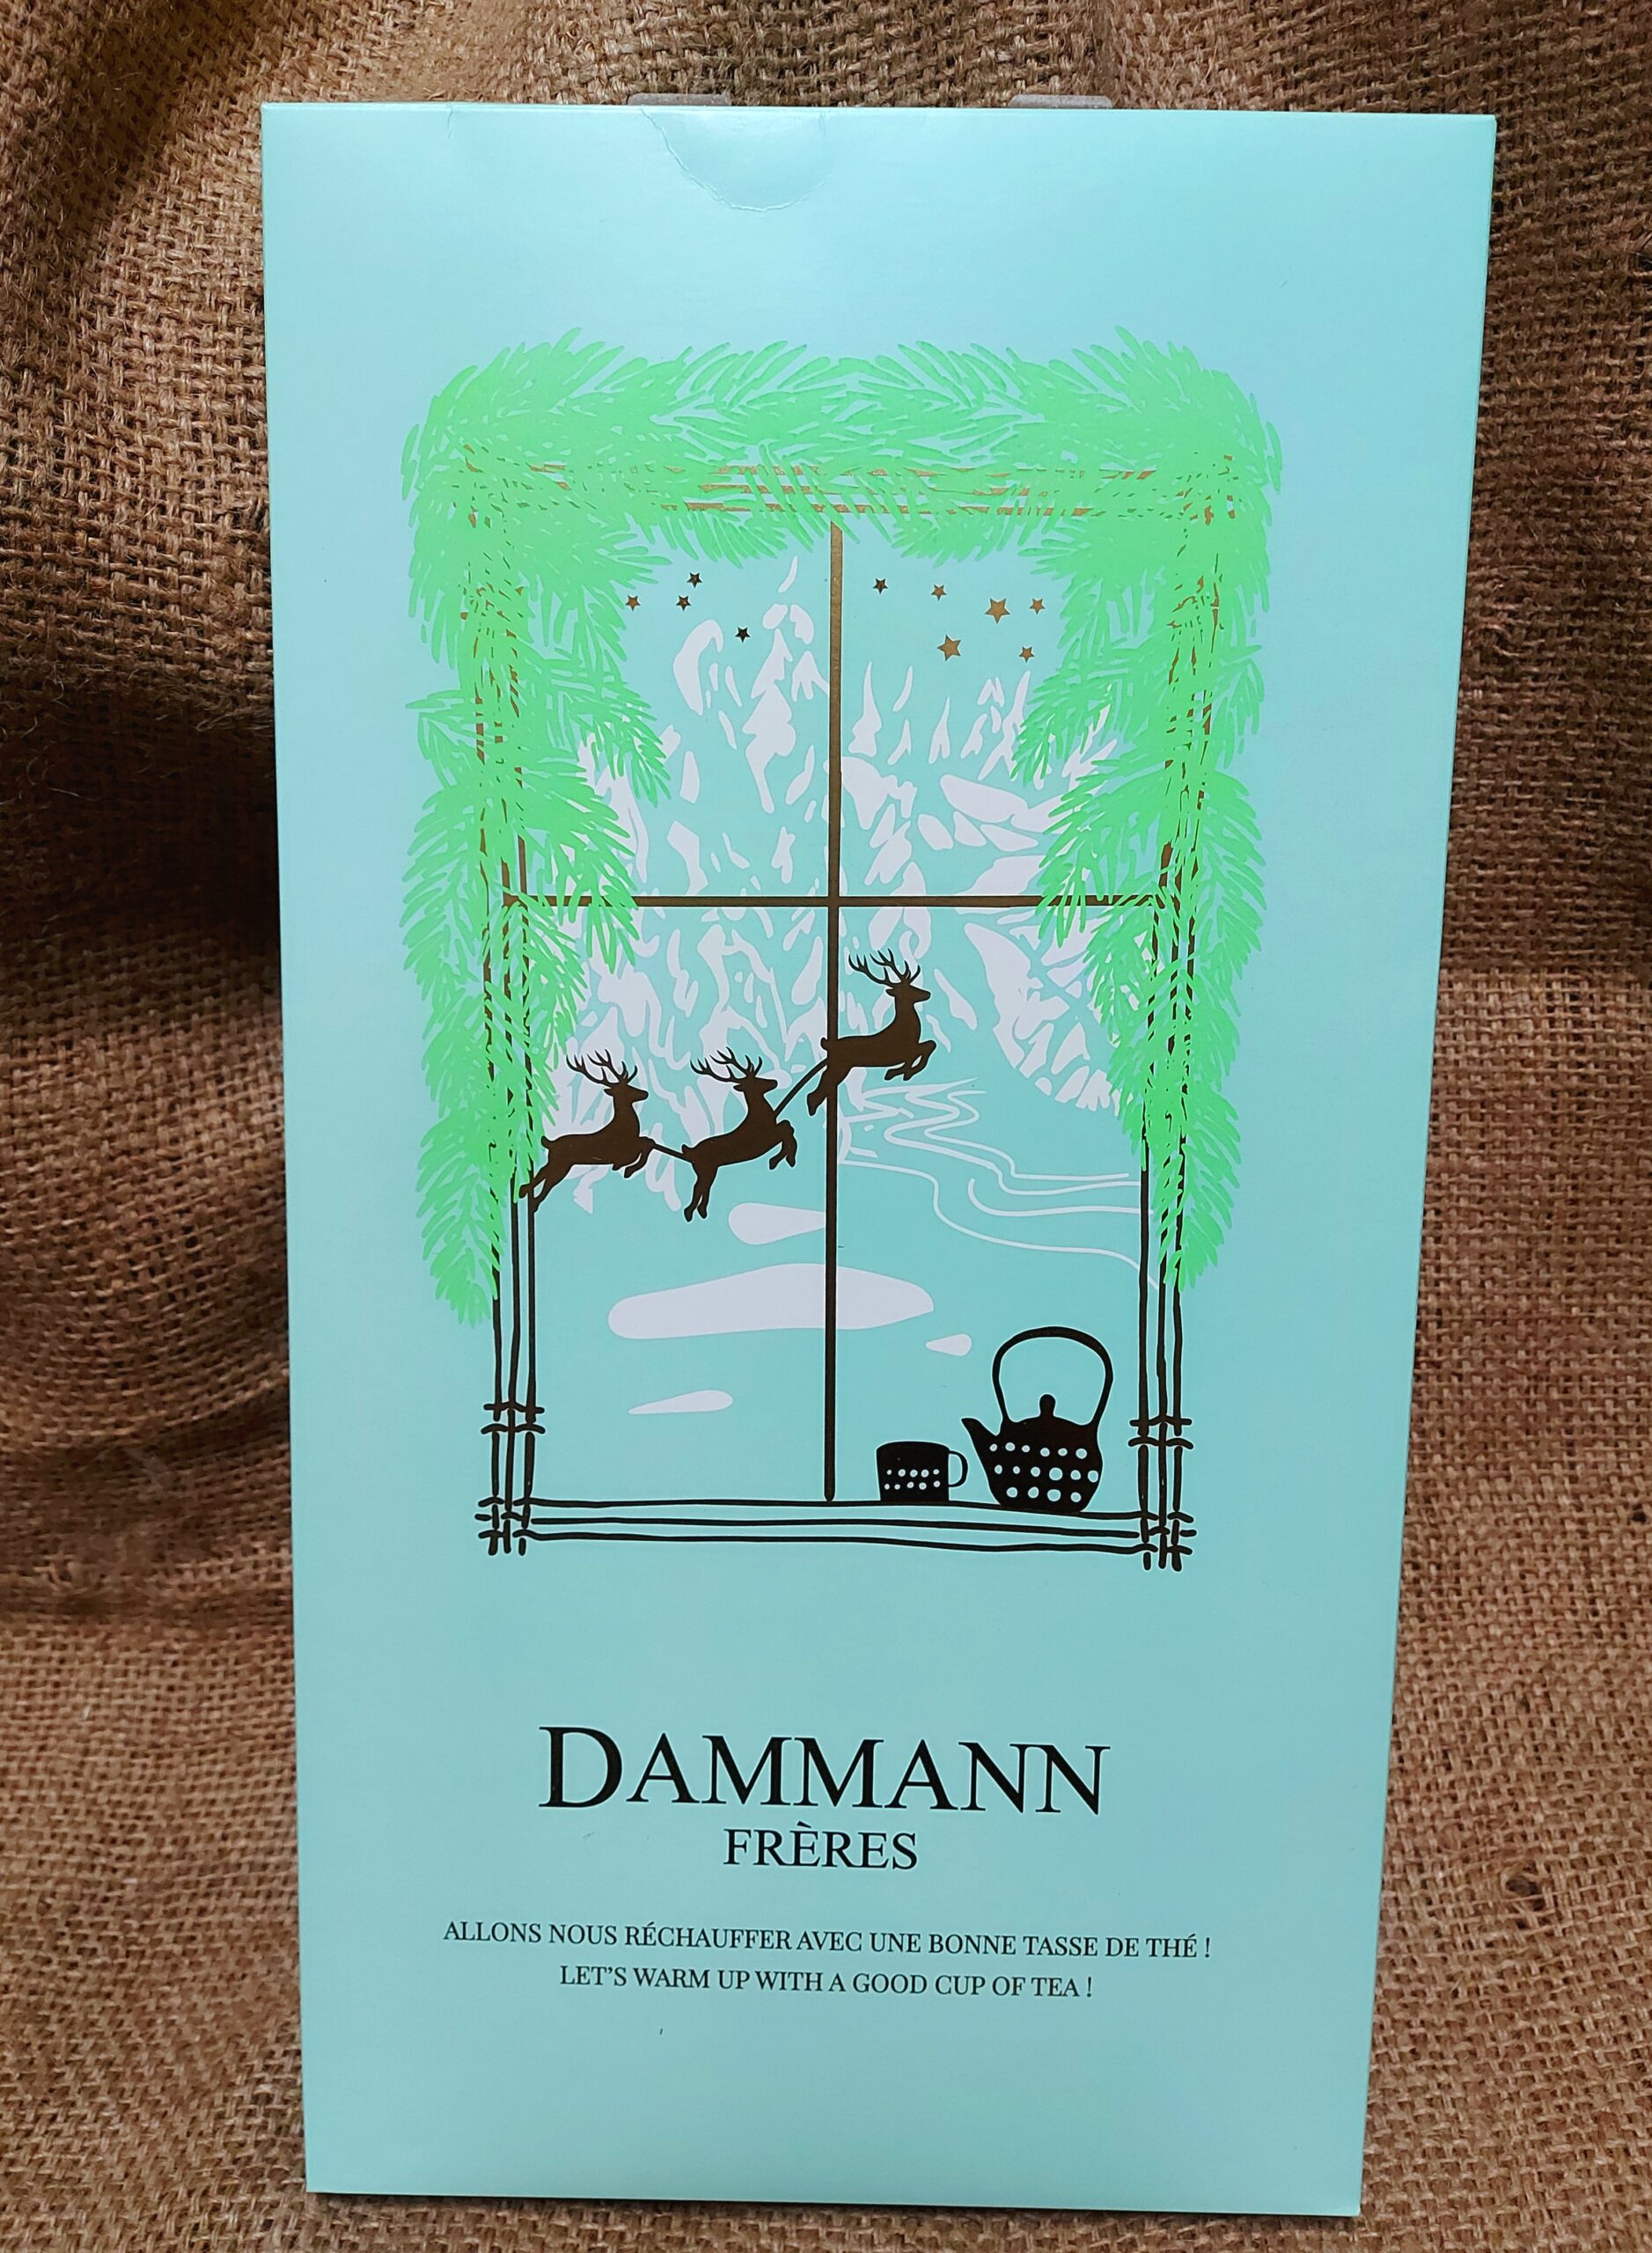 DAMMANN
FRÈRES
ALLONS NOUS RÉCHAUFFER AVEC UNE BONNE TASSE DE THÉ !
LET'S WARM UP WITH A GOOD CUP OF TEA !